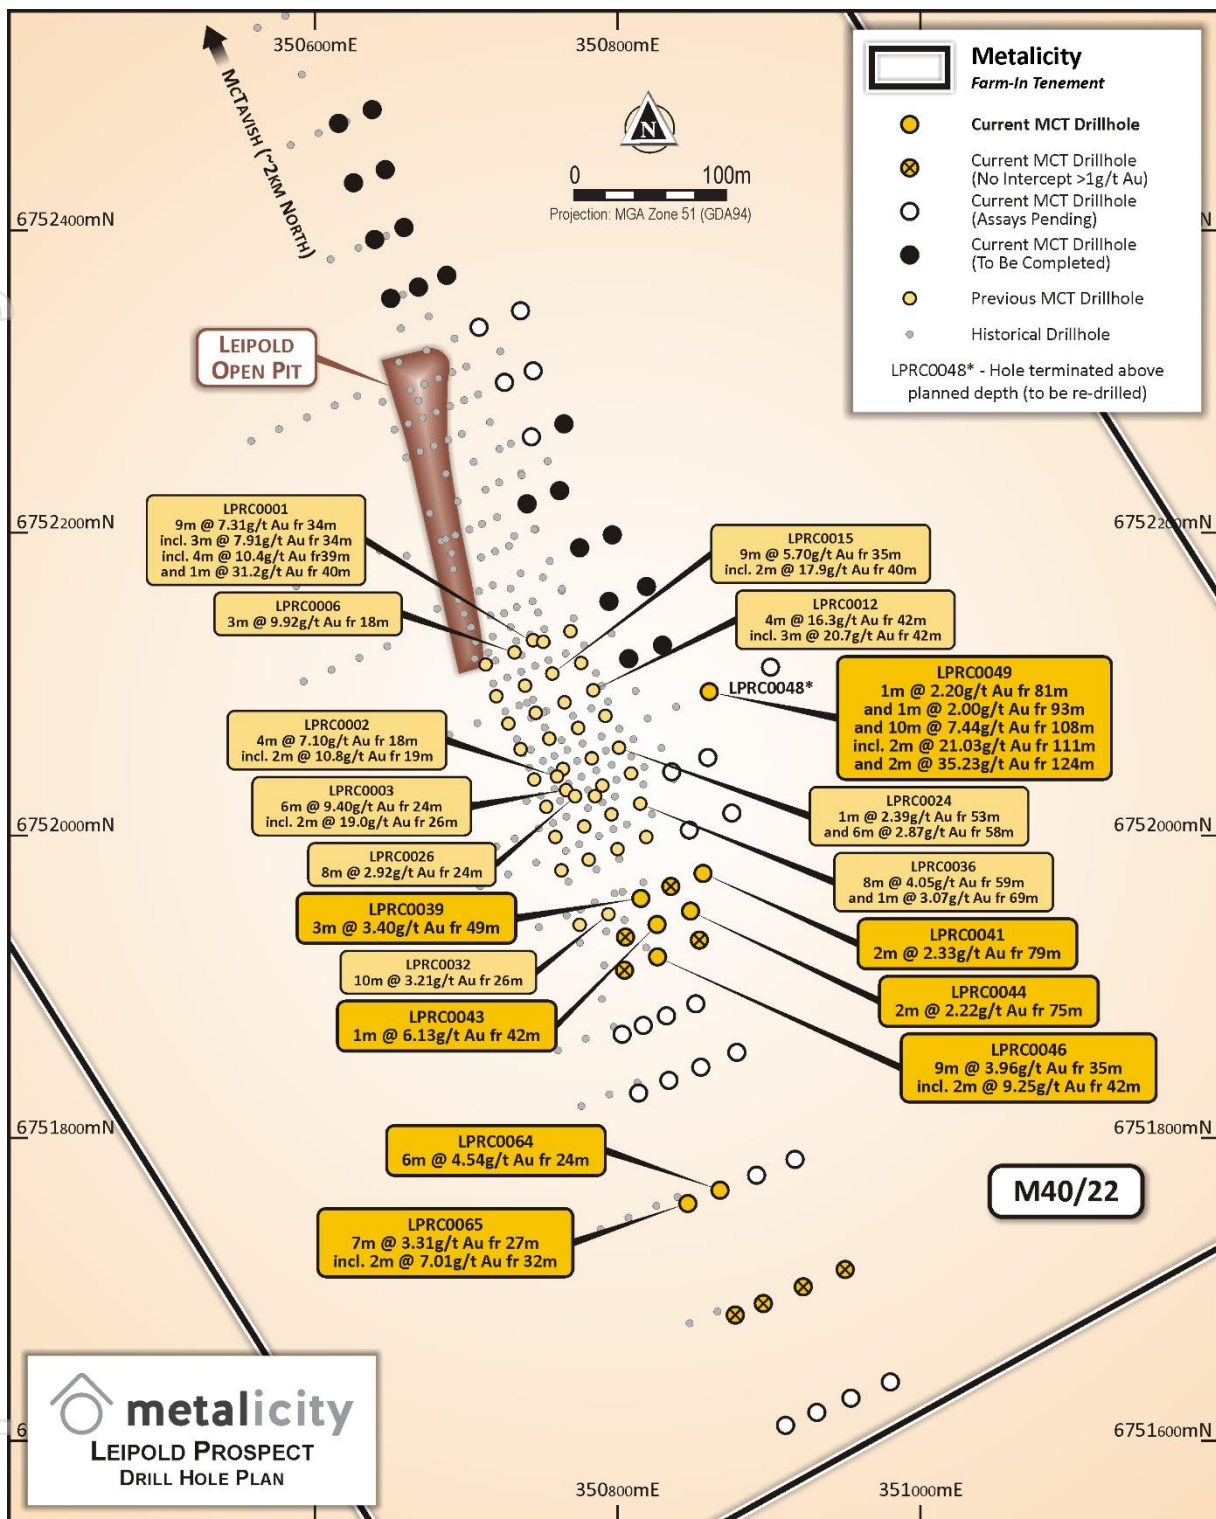 350600mE
350800mE
McTavish (~2km North)
N
0 100m
Projection: MGA Zone 51 (GDA94)
Metalicity
Farm-In Tenement
Current MCT Drillhole
Current MCT Drillhole
(No Intercept >1g/t Au)
Current MCT Drillhole
(Assays Pending)
Current MCT Drillhole
(To Be Completed)
Previous MCT Drillhole
Historical Drillhole
LPRC0048* - Hole terminated above
planned depth (to be re-drilled)
6752400mN
N
Leipold
Open Pit
6752200mN
6752200mN
LPRC0001
9m @ 7.31g/t Au fr 34m
incl. 3m @ 7.91g/t Au fr 34m
incl. 4m @ 10.4g/t Au fr39m
and 1m @ 31.2g/t Au fr 40m
LPRC0015
9m @ 5.70g/t Au fr 35m
incl. 2m @ 17.9g/t Au fr 40m
LPRC0006
3m @ 9.92g/t Au fr 18m
LPRC0012
4m @ 16.3g/t Au fr 42m
incl. 3m @ 20.7g/t Au fr 42m
LPRC0048*
LPRC0049
1m @ 2.20g/t Au fr 81m
and 1m @ 2.00g/t Au fr 93m
and 10m @ 7.44g/t Au fr 108m
incl. 2m @ 21.03g/t Au fr 111m
and 2m @ 35.23g/t Au fr 124m
LPRC0002
4m @ 7.10g/t Au fr 18m
incl. 2m @ 10.8g/t Au fr 19m
LPRC0003
6m @ 9.40g/t Au fr 24m
incl. 2m @ 19.0g/t Au fr 26m
LPRC0024
1m @ 2.39g/t Au fr 53m
and 6m @ 2.87g/t Au fr 58m
6752000mN
6752000mN
LPRC0026
8m @ 2.92g/t Au fr 24m
LPRC0036
8m @ 4.05g/t Au fr 59m
and 1m @ 3.07g/t Au fr 69m
LPRC0039
3m @ 3.40g/t Au fr 49m
LPRC0041
2m @ 2.33g/t Au fr 79m
LPRC0032
10m @ 3.21g/t Au fr 26m
LPRC0044
2m @ 2.22g/t Au fr 75m
LPRC0043
1m @ 6.13g/t Au fr 42m
LPRC0046
9m @ 3.96g/t Au fr 35m
incl. 2m @ 9.25g/t Au fr 42m
6751800mN
6751800mN
LPRC0064
6m @ 4.54g/t Au fr 24m
M40/22
LPRC0065
7m @ 3.31g/t Au fr 27m
incl. 2m @ 7.01g/t Au fr 32m
metalicity
Leipold Prospect
Drill Hole Plan
6
6751600mN
350800mE
351000mE